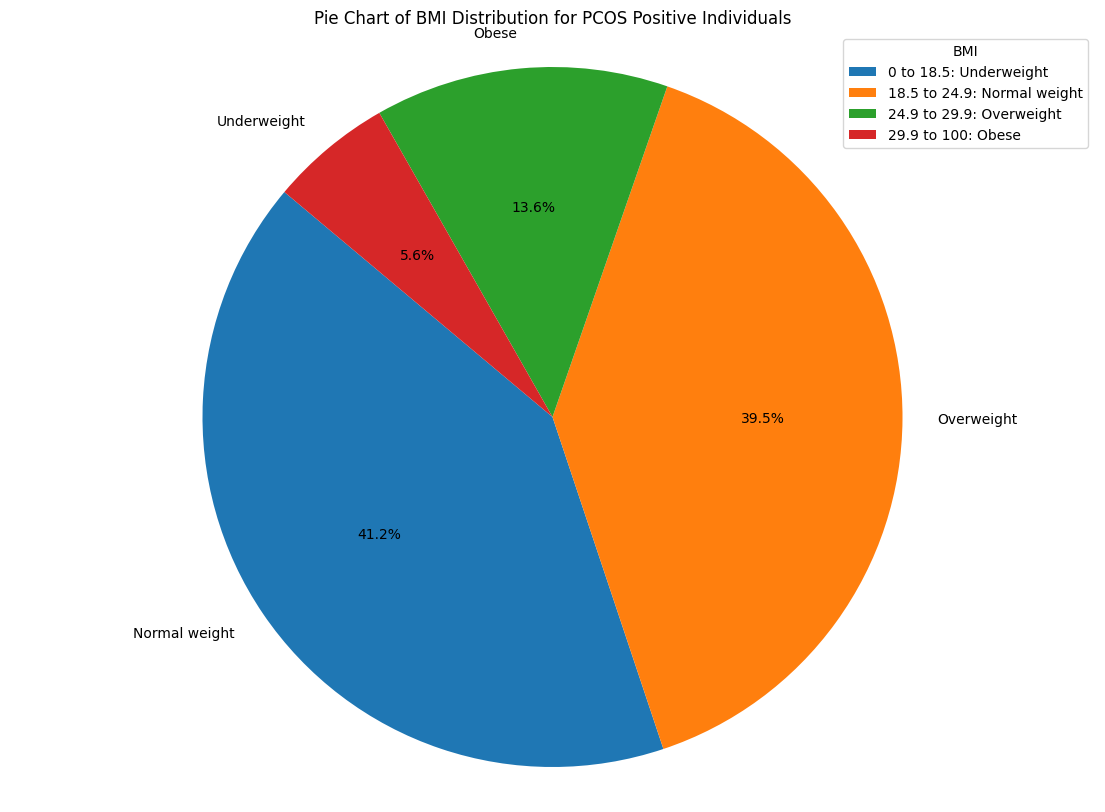 Pie Chart of BMI Distribution for PCOS Positive Individuals
Obese
BMI
0 to 18.5: Underweight
18.5 to 24.9: Normal weight
24.9 to 29.9: Overweight
29.9 to 100: Obese
Underweight
13.6%
5.6%
39.5%
Overweight
41.2%
Normal weight